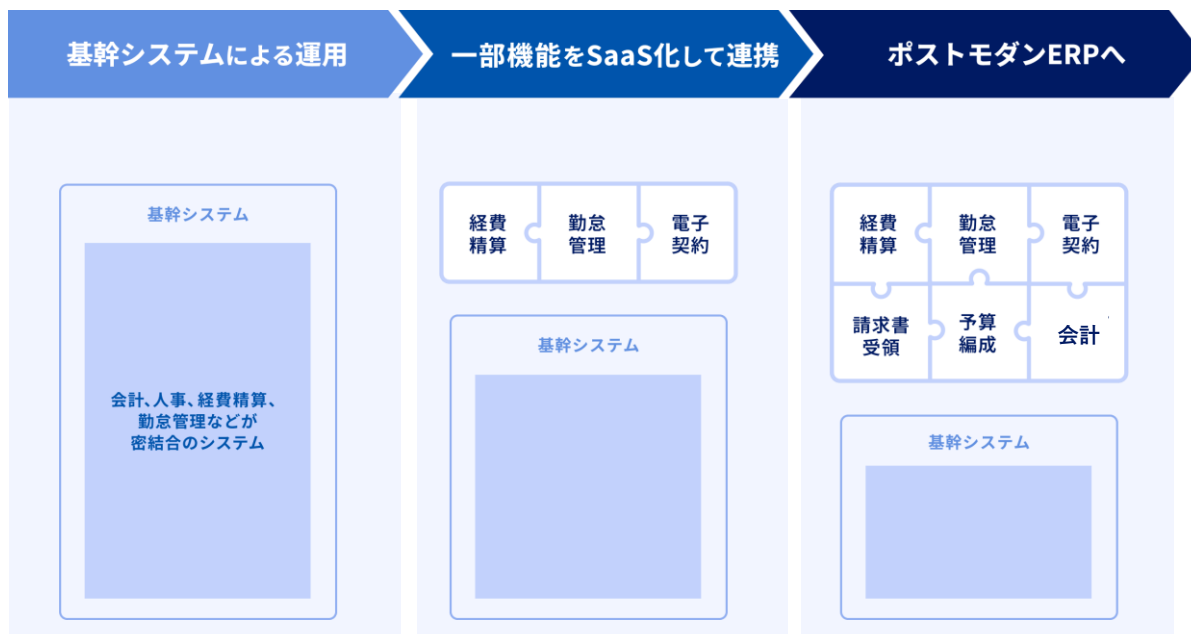 基幹システムによる運用
一部機能をSaaS化して連携
ポストモダンERPへ
基幹システム
会計、人事、経費精算、
勤怠管理などが
密結合のシステム
経費
精算
勤怠
管理
電子
契約
基幹システム
経費
精算
勤怠
管理
電子
契約
請求書
受領
予算
編成
会計
基幹システム